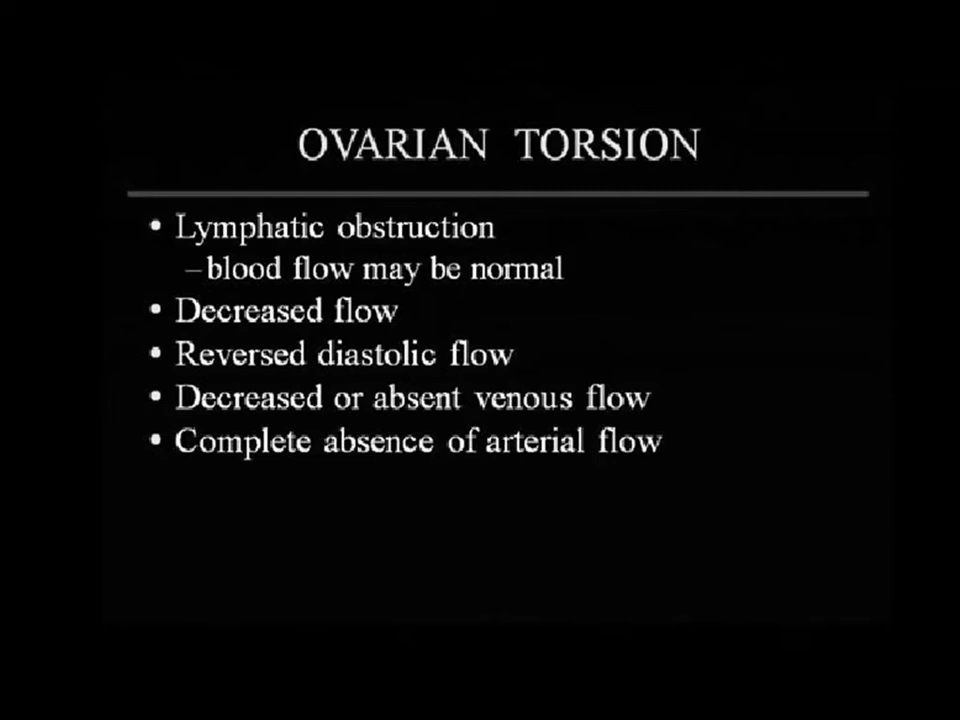 OVARIAN TORSION
• Lymphatic obstruction
– blood flow may be normal
• Decreased flow
• Reversed diastolic flow
• Decreased or absent venous flow
• Complete absence of arterial flow